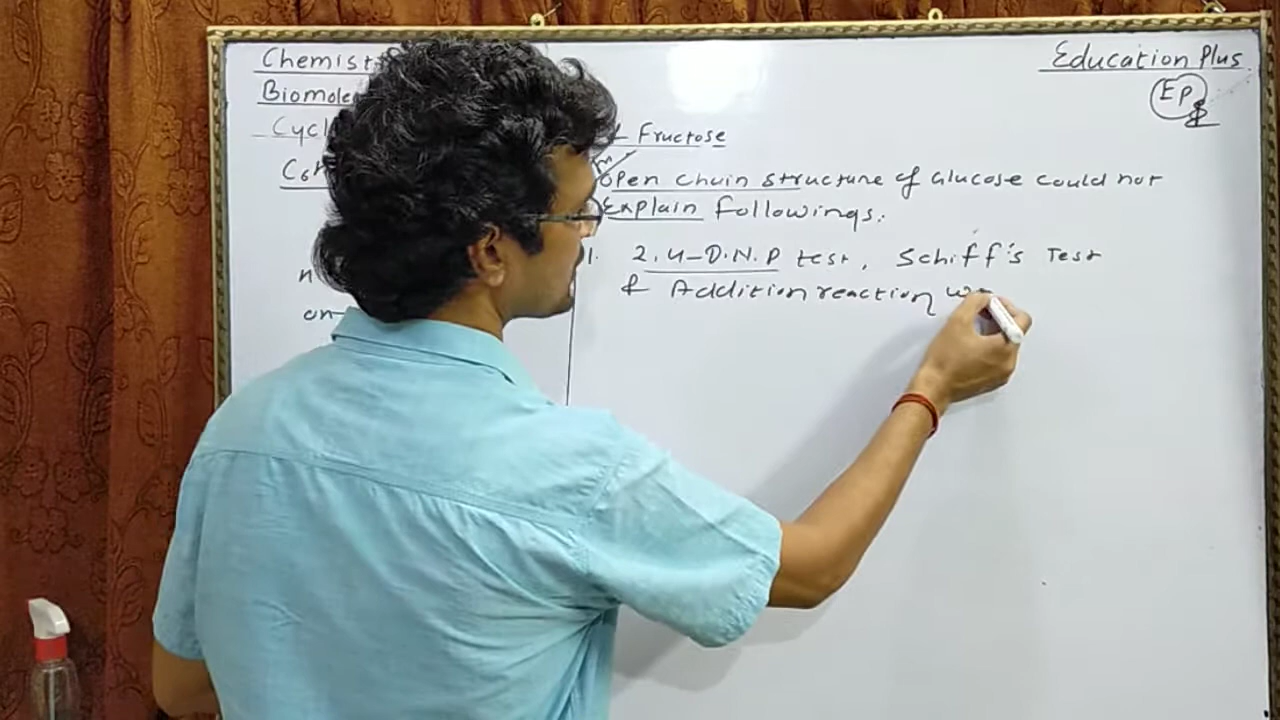 Chemist
Education Plus
Biomole
EP
Cycl
& Fructose
C6H
Open chain structure of Glucose could not
Explain followings.
1. 2,4-D.N.P test, Schiff's Test
& Addition reaction
n
on